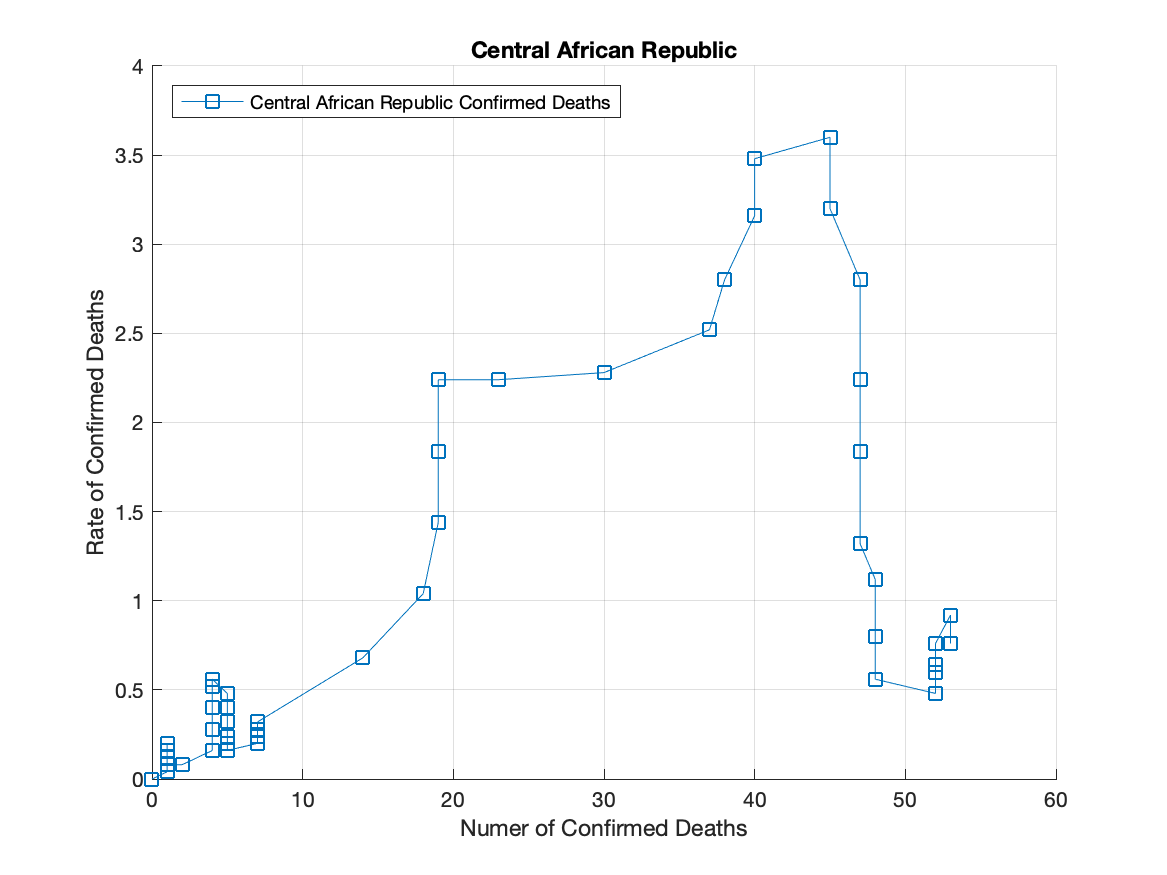 Central African Republic
Central African Republic Confirmed Deaths
4
3.5
3
2.5
2
1.5
1
0.5
0
Rate of Confirmed Deaths
0 10 20 30 40 50 60
Numer of Confirmed Deaths